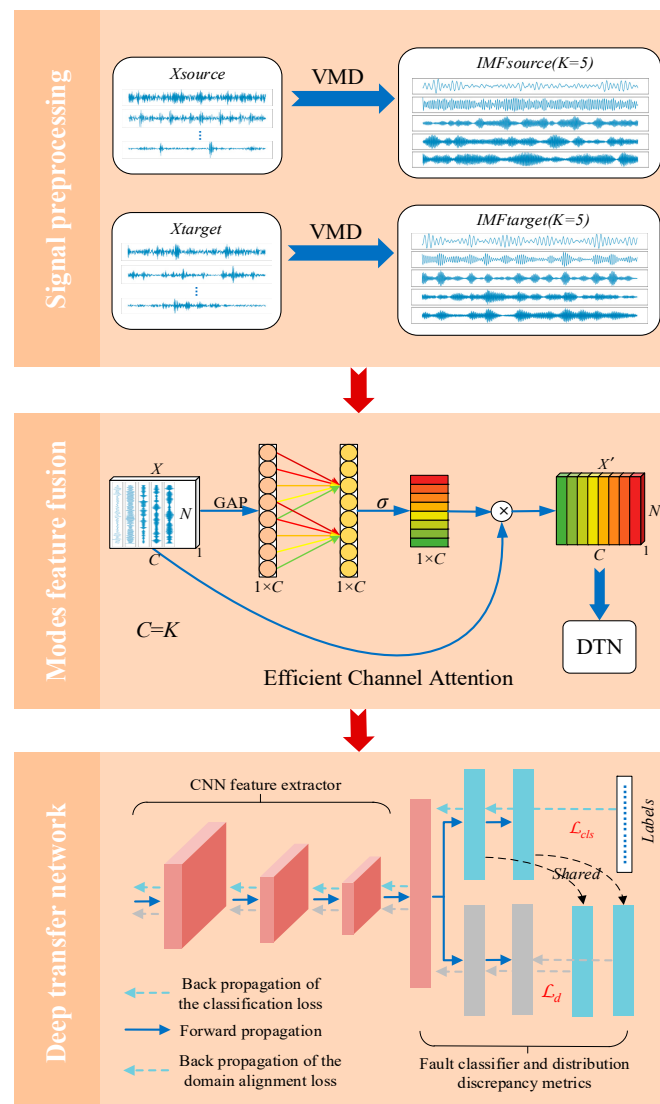 Signal preprocessing
Xsource
VMD
IMFsource(K=5)
Xtarget
VMD
IMFtarget(K=5)
Modes feature fusion
X
N
C
1
GAP
1×C
1×C
σ
1×C
×
X′
N
C
1
C=K
DTN
Efficient Channel Attention
Deep transfer network
CNN feature extractor
ℒcls
Labels
Shared
ℒd
Back propagation of
the classification loss
Forward propagation
Back propagation of the
domain alignment loss
Fault classifier and distribution
discrepancy metrics